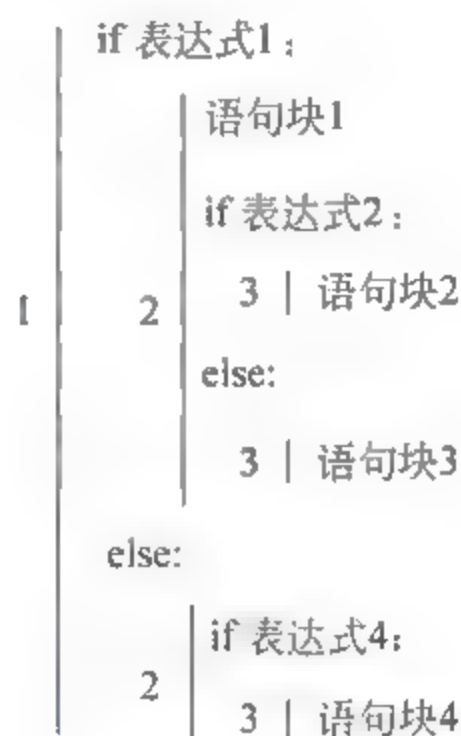 if 表达式1：
语句块1
if 表达式2：
3 | 语句块2
1 2
else:
3 | 语句块3
else:
if 表达式4：
2
3 | 语句块4